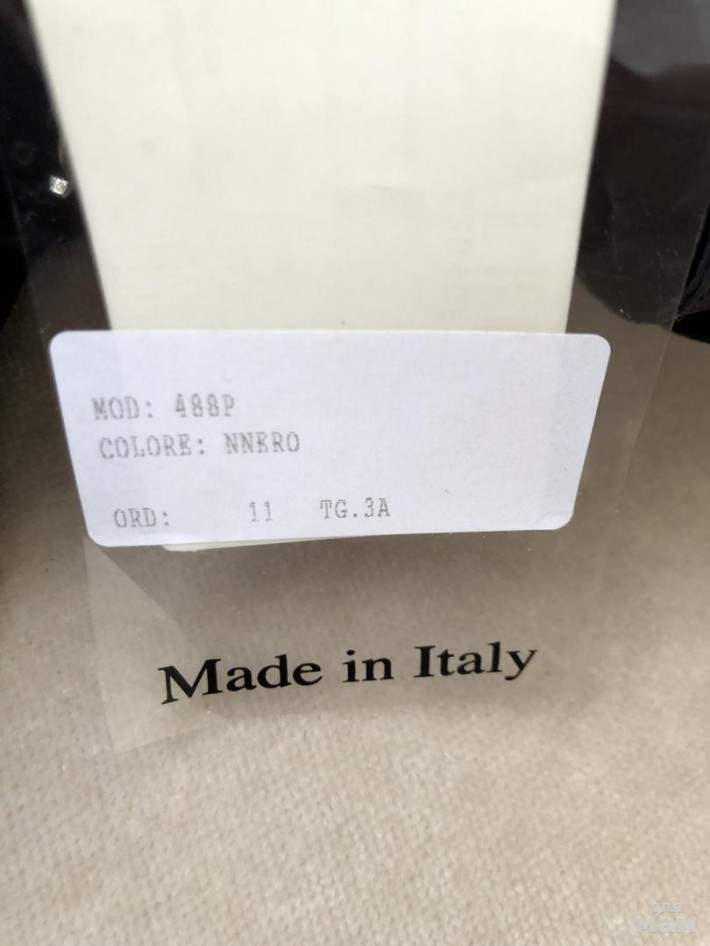 MOD: 488P
COLORE: NNERO
ORD: 11 TG.3A
Made in Italy